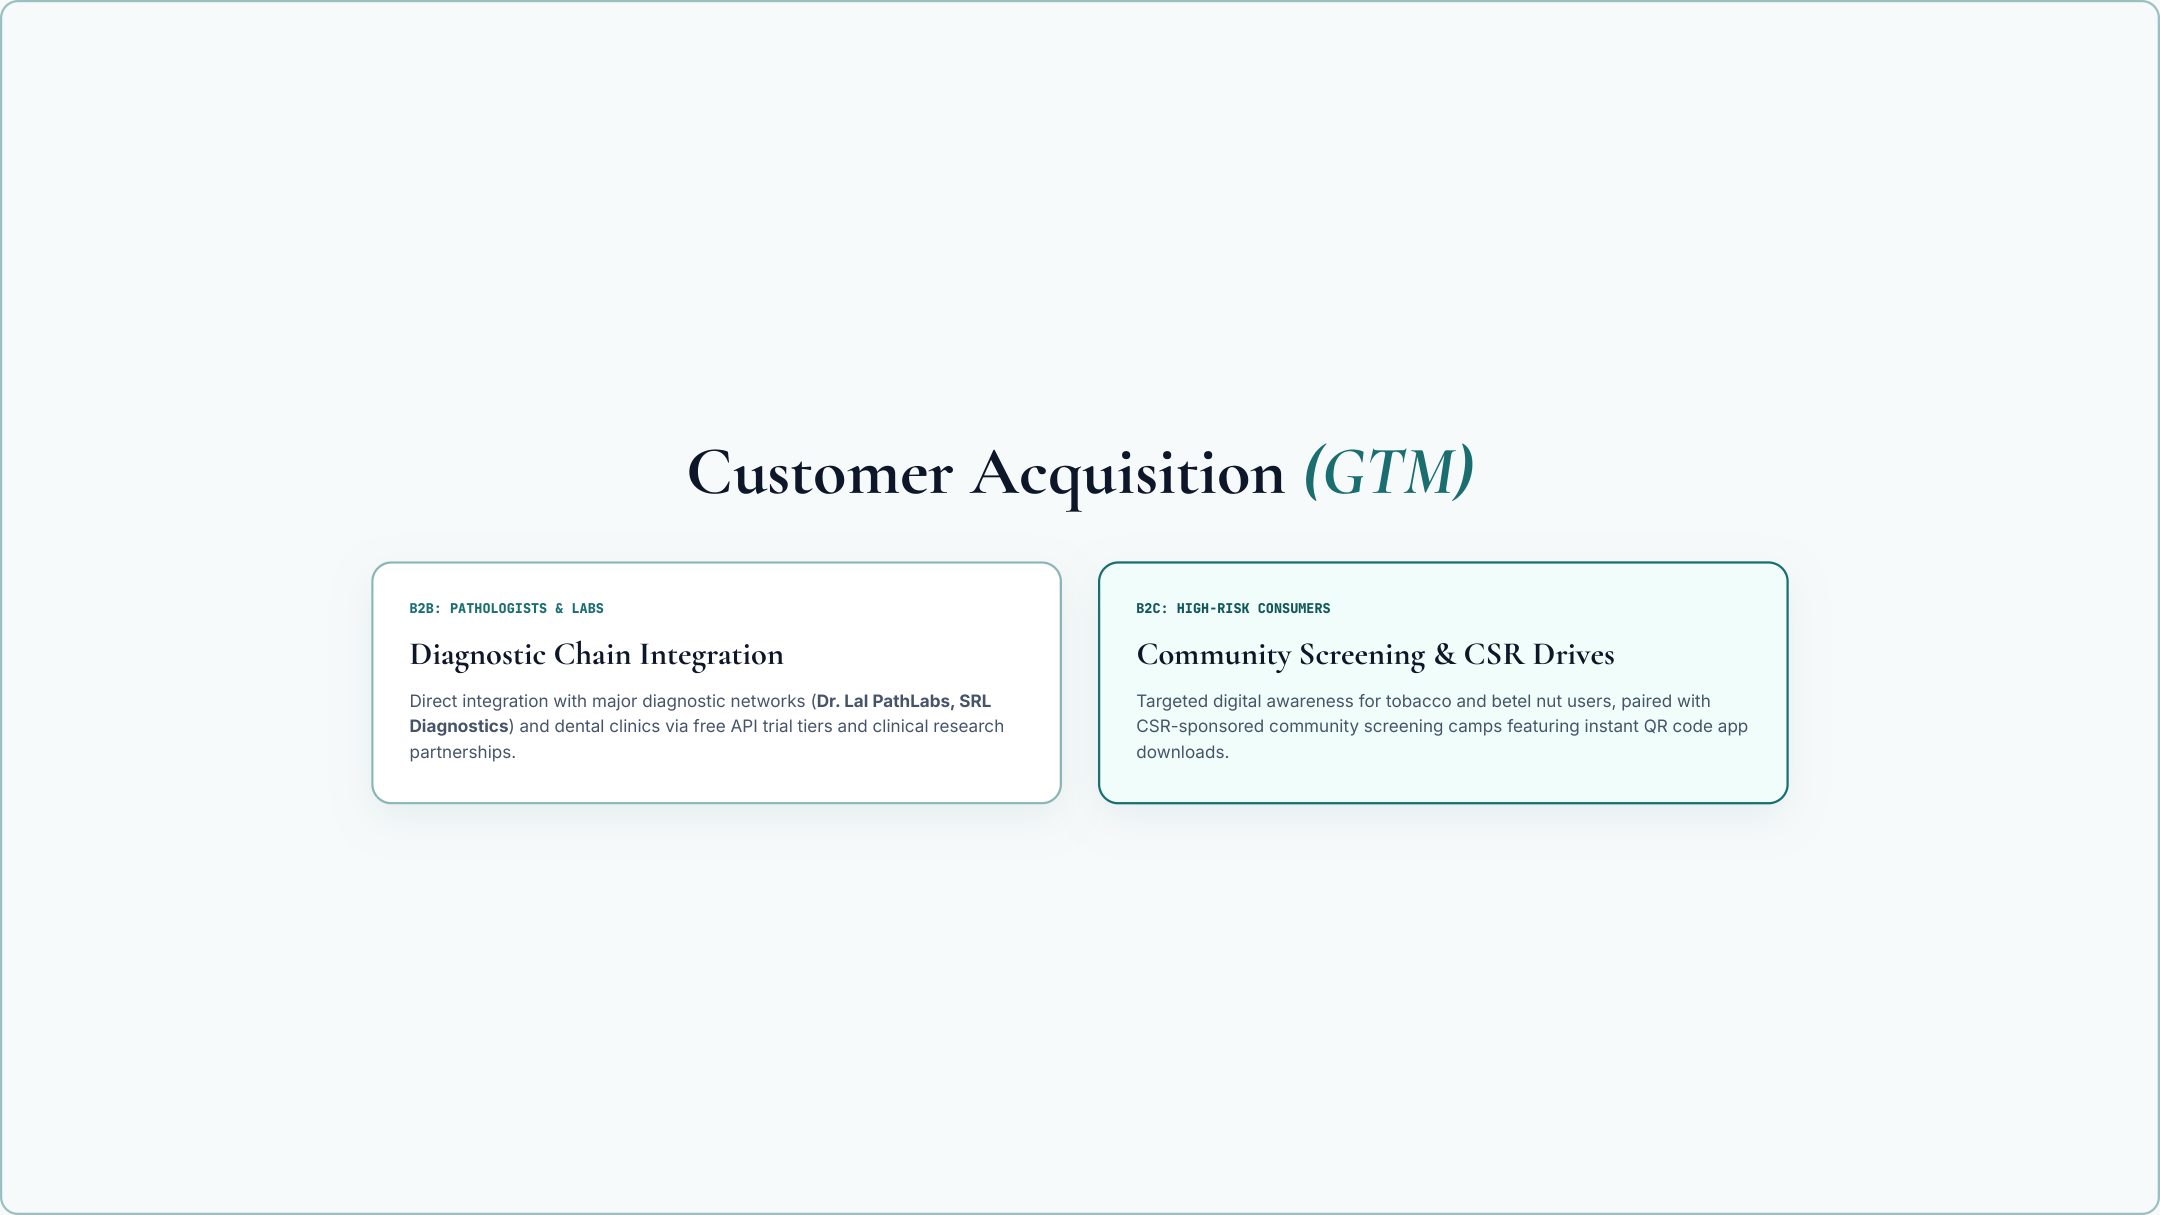 Customer Acquisition (GTM)
B2B: PATHOLOGISTS & LABS
Diagnostic Chain Integration
Direct integration with major diagnostic networks (Dr. Lal PathLabs, SRL
Diagnostics) and dental clinics via free API trial tiers and clinical research
partnerships.
B2C: HIGH-RISK CONSUMERS
Community Screening & CSR Drives
Targeted digital awareness for tobacco and betel nut users, paired with
CSR-sponsored community screening camps featuring instant QR code app
downloads.